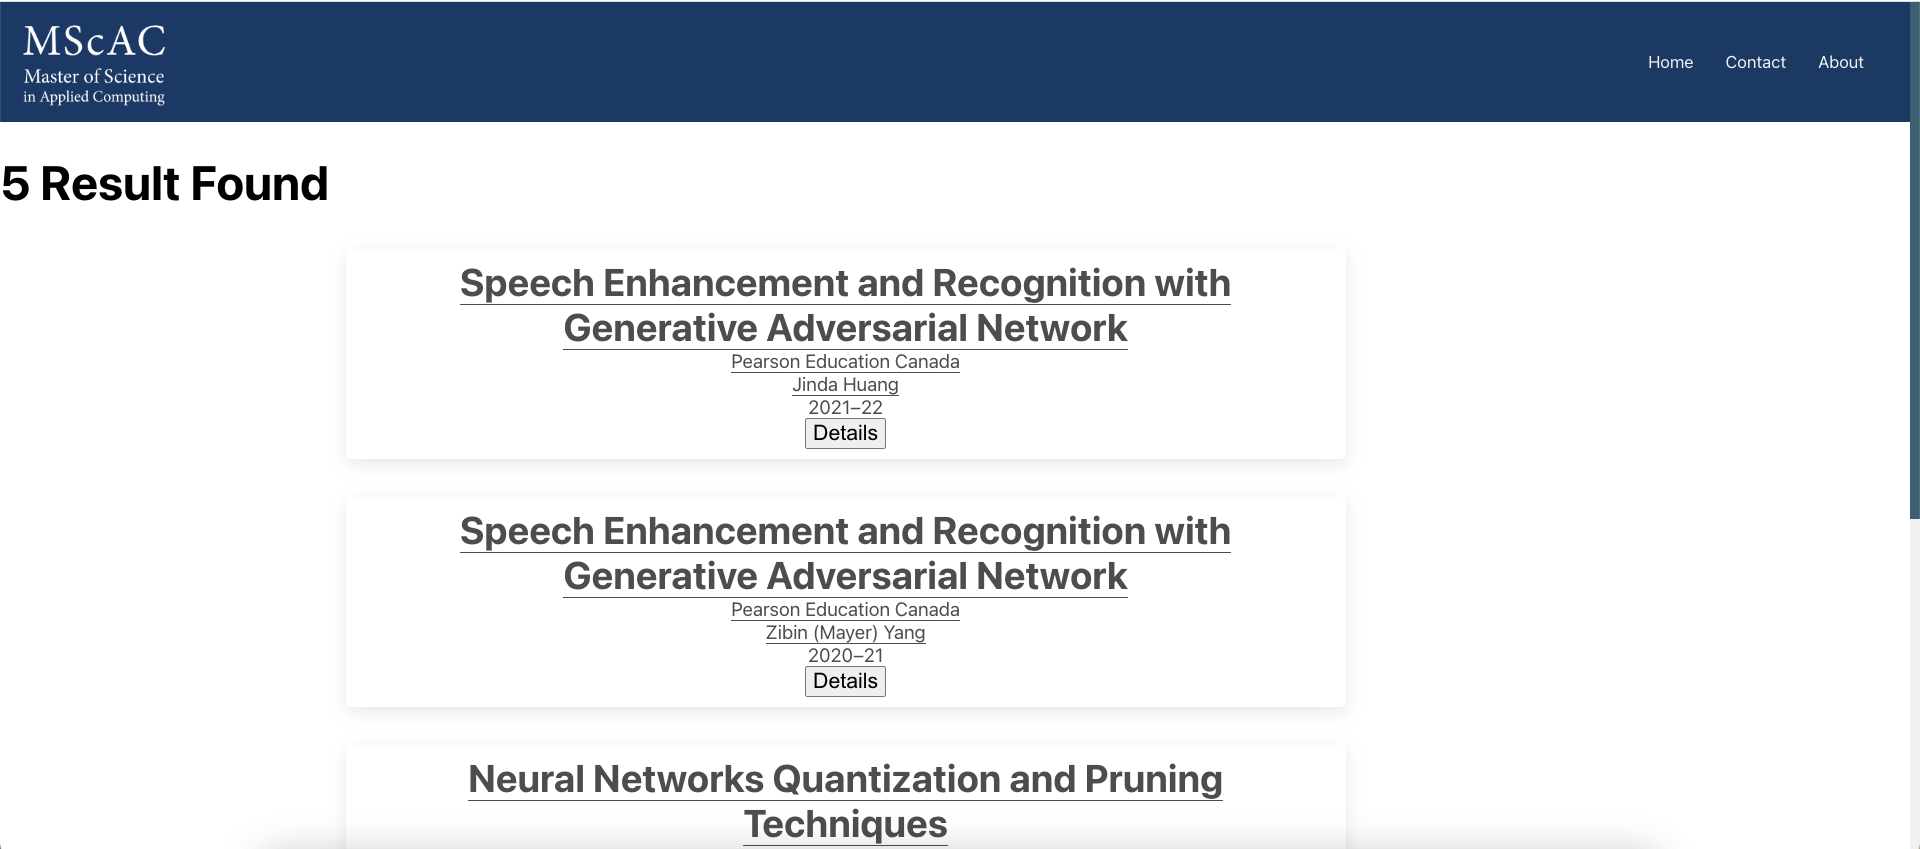 MScAC
Master of Science
in Applied Computing
Home Contact About
5 Result Found
Speech Enhancement and Recognition with
Generative Adversarial Network
Pearson Education Canada
Jinda Huang
2021–22
Details
Speech Enhancement and Recognition with
Generative Adversarial Network
Pearson Education Canada
Zibin (Mayer) Yang
2020–21
Details
Neural Networks Quantization and Pruning
Techniques